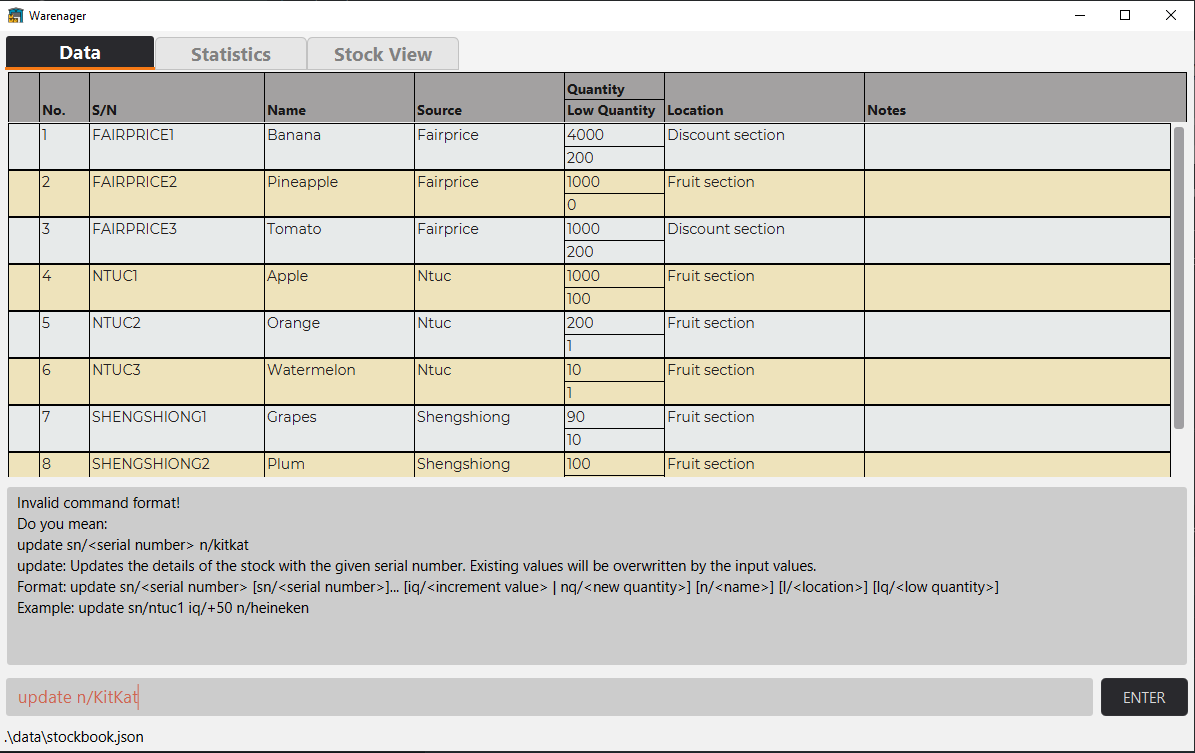 Warenager
Data Statistics Stock View
No. S/N Name Source Quantity Low Quantity Location Notes
1 FAIRPRICE1 Banana Fairprice 4000 Discount section
200
2 FAIRPRICE2 Pineapple Fairprice 1000 Fruit section
0
3 FAIRPRICE3 Tomato Fairprice 1000 Discount section
200
4 NTUC1 Apple Ntuc 1000 Fruit section
100
5 NTUC2 Orange Ntuc 200 Fruit section
1
6 NTUC3 Watermelon Ntuc 10 Fruit section
1
7 SHENGSHIONG1 Grapes Shengshiong 90 Fruit section
10
8 SHENGSHIONG2 Plum Shengshiong 100 Fruit section
Invalid command format!
Do you mean:
update sn/<serial number> n/kitkat
update: Updates the details of the stock with the given serial number. Existing values will be overwritten by the input values.
Format: update sn/<serial number> [sn/<serial number>]... [iq/<increment value> | nq/<new quantity>] [n/<name>] [l/<location>] [lq/<low quantity>]
Example: update sn/ntuc1 iq/+50 n/heineken
update n/KitKat
ENTER
.\data\stockbook.json